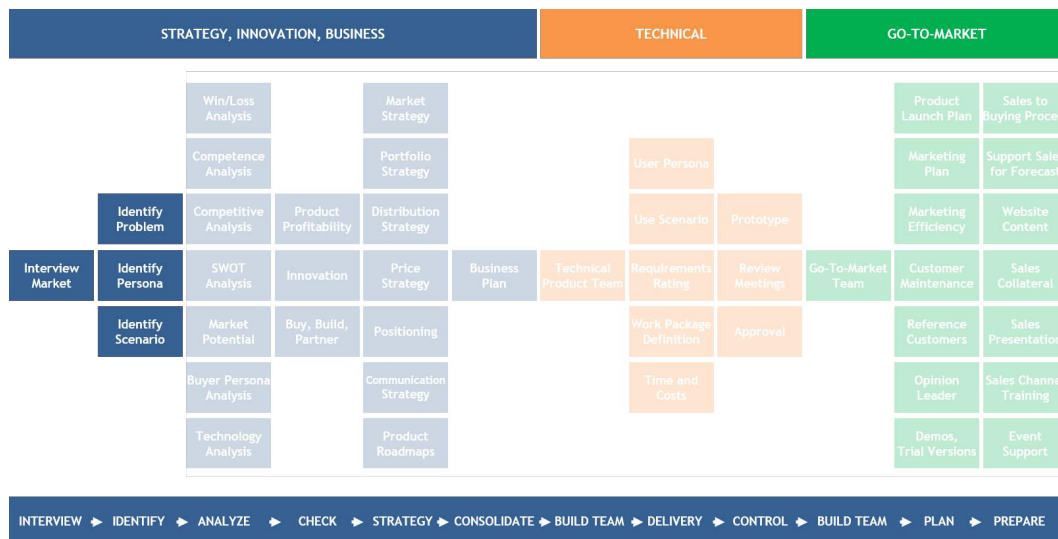 STRATEGY, INNOVATION, BUSINESS
TECHNICAL
GO-TO-MARKET
Interview
Market
Identify
Problem
Identify
Persona
Identify
Scenario
Win/Loss
Analysis
Competence
Analysis
Competitive
Analysis
SWOT
Analysis
Market
Potential
Buyer Persona
Analysis
Technology
Analysis
Product
Profitability
Innovation
Buy, Build,
Partner
Market
Strategy
Portfolio
Strategy
Distribution
Strategy
Price
Strategy
Positioning
Communication
Strategy
Product
Roadmaps
Business
Plan
Technical
Product Team
User Persona
Use Scenario
Requirements
Rating
Work Package
Definition
Time and
Costs
Prototype
Review
Meetings
Approval
Go-To-Market
Team
Product
Launch Plan
Marketing
Plan
Marketing
Efficiency
Customer
Maintenance
Reference
Customers
Opinion
Leader
Demos,
Trial Versions
Sales to
Buying Proce
Support Sale
for Forecast
Website
Content
Sales
Collateral
Sales
Presentation
Sales Channe
Training
Event
Support
INTERVIEW
IDENTIFY
ANALYZE
CHECK
STRATEGY
CONSOLIDATE
BUILD TEAM
DELIVERY
CONTROL
BUILD TEAM
PLAN
PREPARE